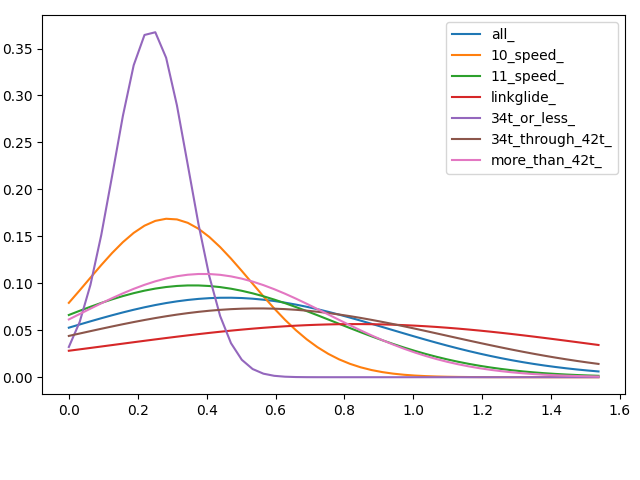 all_
10_speed_
11_speed_
linkglide_
34t_or_less_
34t_through_42t_
more_than_42t_
0.35
0.30
0.25
0.20
0.15
0.10
0.05
0.00
0.0 0.2 0.4 0.6 0.8 1.0 1.2 1.4 1.6